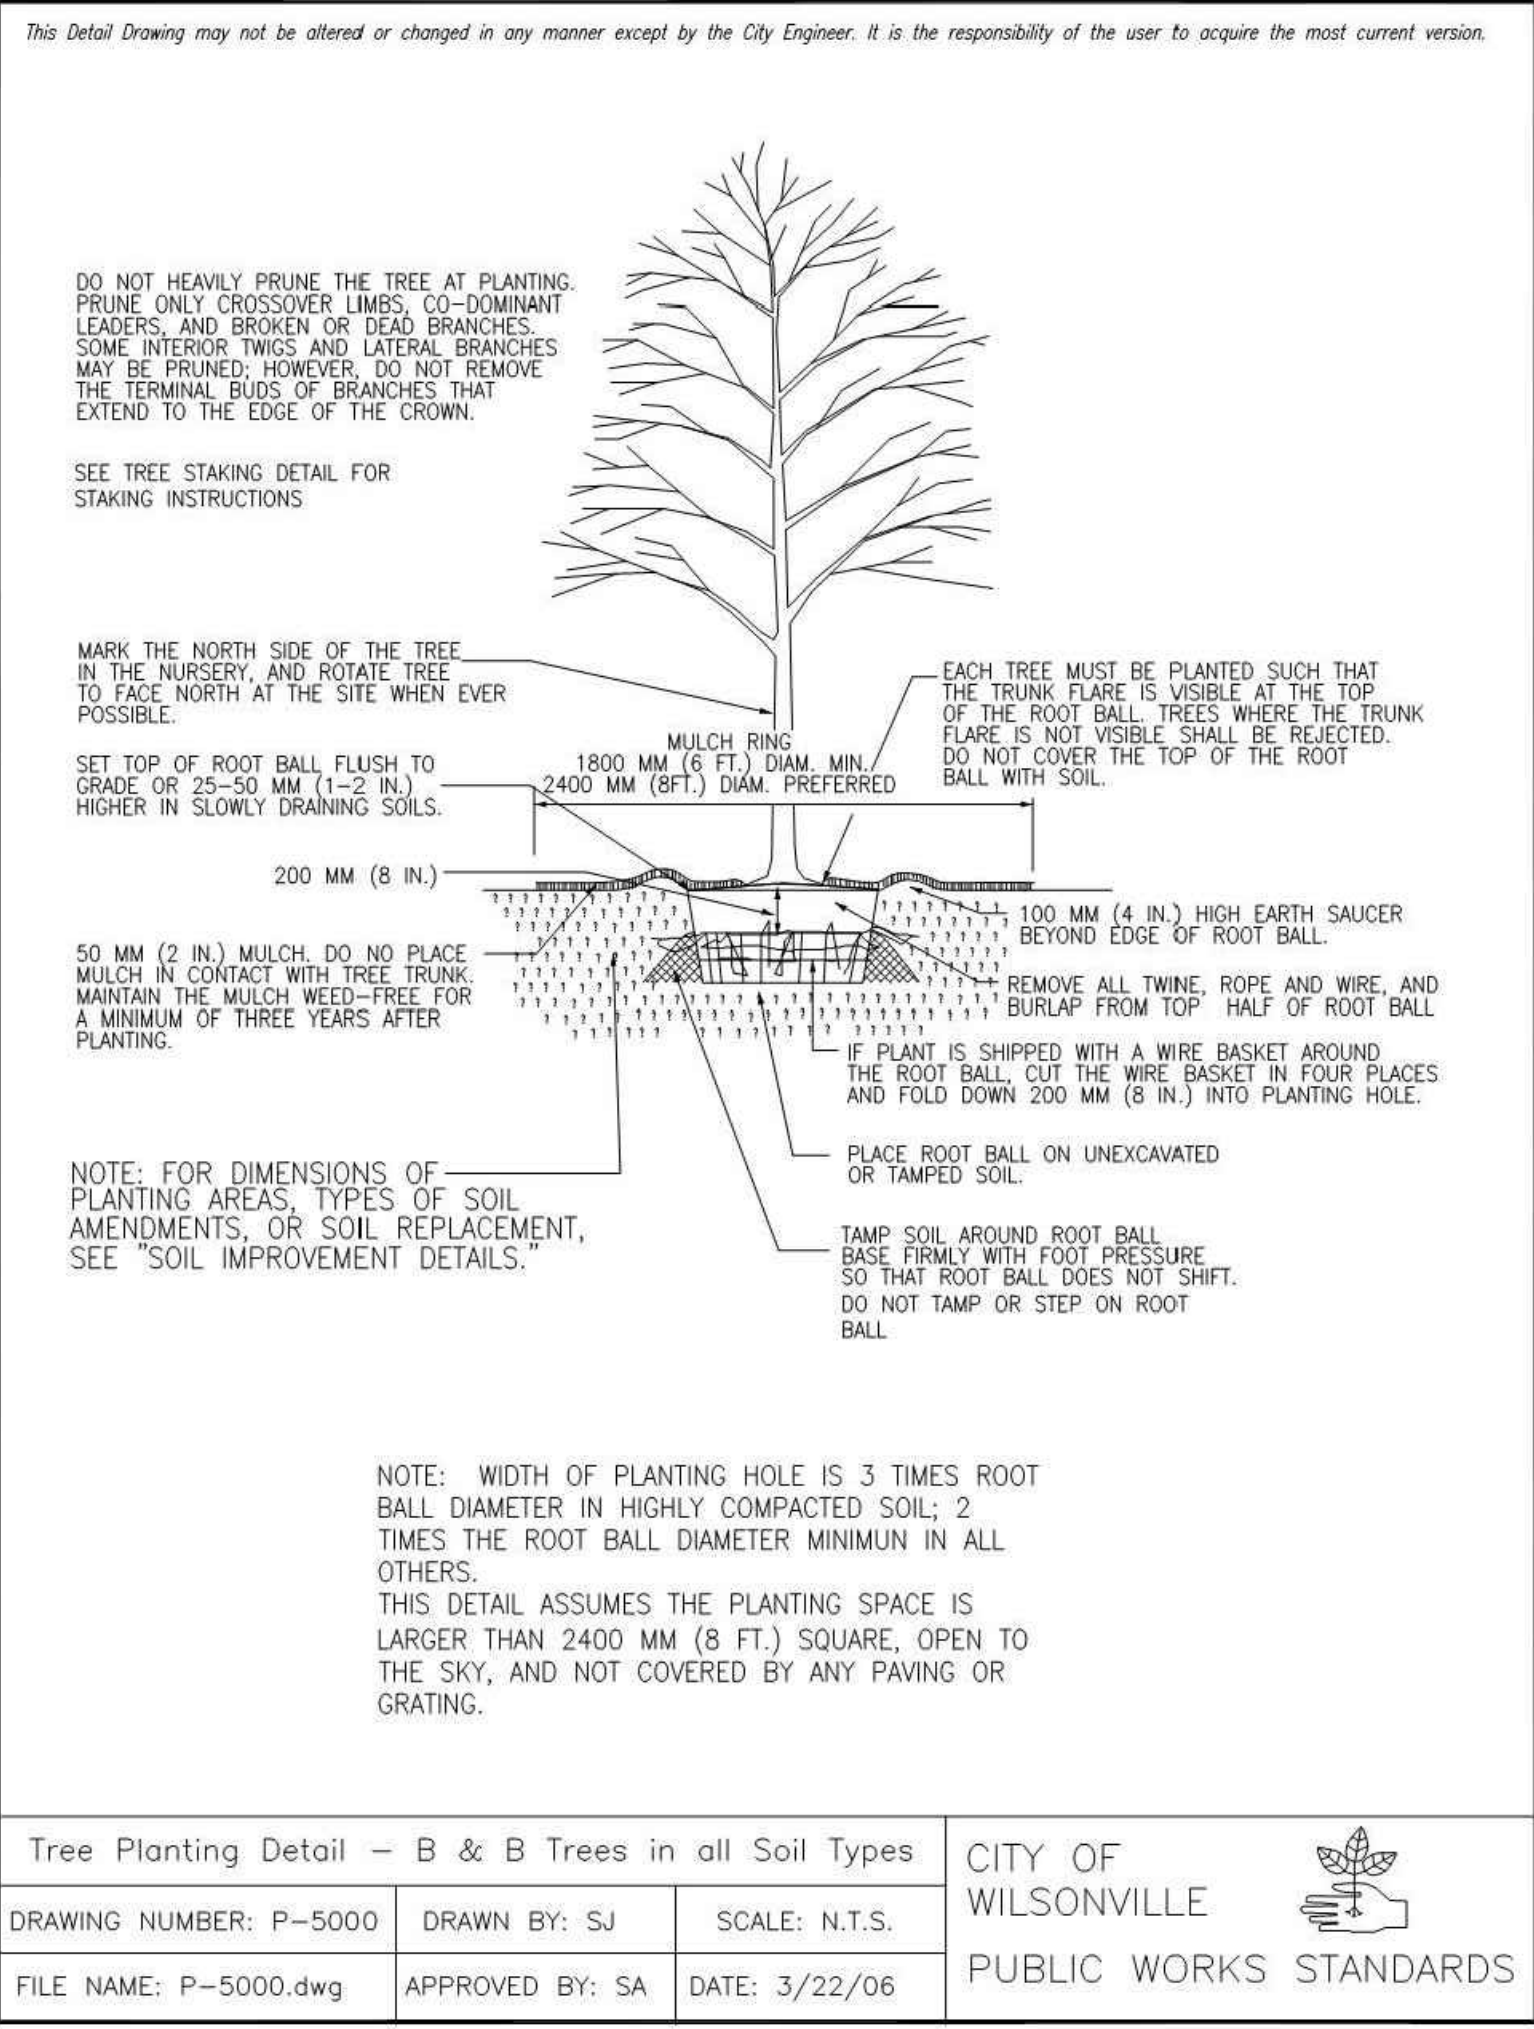 This Detail Drawing may not be altered or changed in any manner except by the City Engineer. It is the responsibility of the user to acquire the most current version.
DO NOT HEAVILY PRUNE THE TREE AT PLANTING.
PRUNE ONLY CROSSOVER LIMBS, CO-DOMINANT
LEADERS, AND BROKEN OR DEAD BRANCHES.
SOME INTERIOR TWIGS AND LATERAL BRANCHES
MAY BE PRUNED; HOWEVER, DO NOT REMOVE
THE TERMINAL BUDS OF BRANCHES THAT
EXTEND TO THE EDGE OF THE CROWN.
SEE TREE STAKING DETAIL FOR
STAKING INSTRUCTIONS
MARK THE NORTH SIDE OF THE TREE
IN THE NURSERY, AND ROTATE TREE
TO FACE NORTH AT THE SITE WHEN EVER
POSSIBLE.
EACH TREE MUST BE PLANTED SUCH THAT
THE TRUNK FLARE IS VISIBLE AT THE TOP
OF THE ROOT BALL. TREES WHERE THE TRUNK
FLARE IS NOT VISIBLE SHALL BE REJECTED.
DO NOT COVER THE TOP OF THE ROOT
BALL WITH SOIL.
MULCH RING
1800 MM (6 FT.) DIAM. MIN.
2400 MM (8FT.) DIAM. PREFERRED
SET TOP OF ROOT BALL FLUSH TO
GRADE OR 25-50 MM (1-2 IN.)
HIGHER IN SLOWLY DRAINING SOILS.
200 MM (8 IN.)
100 MM (4 IN.) HIGH EARTH SAUCER
BEYOND EDGE OF ROOT BALL.
50 MM (2 IN.) MULCH. DO NO PLACE
MULCH IN CONTACT WITH TREE TRUNK.
MAINTAIN THE MULCH WEED-FREE FOR
A MINIMUM OF THREE YEARS AFTER
PLANTING.
REMOVE ALL TWINE, ROPE AND WIRE, AND
BURLAP FROM TOP HALF OF ROOT BALL
IF PLANT IS SHIPPED WITH A WIRE BASKET AROUND
THE ROOT BALL, CUT THE WIRE BASKET IN FOUR PLACES
AND FOLD DOWN 200 MM (8 IN.) INTO PLANTING HOLE.
PLACE ROOT BALL ON UNEXCAVATED
OR TAMPED SOIL.
NOTE: FOR DIMENSIONS OF
PLANTING AREAS, TYPES OF SOIL
AMENDMENTS, OR SOIL REPLACEMENT,
SEE "SOIL IMPROVEMENT DETAILS."
TAMP SOIL AROUND ROOT BALL
BASE FIRMLY WITH FOOT PRESSURE
SO THAT ROOT BALL DOES NOT SHIFT.
DO NOT TAMP OR STEP ON ROOT
BALL
NOTE: WIDTH OF PLANTING HOLE IS 3 TIMES ROOT
BALL DIAMETER IN HIGHLY COMPACTED SOIL; 2
TIMES THE ROOT BALL DIAMETER MINIMUN IN ALL
OTHERS.
THIS DETAIL ASSUMES THE PLANTING SPACE IS
LARGER THAN 2400 MM (8 FT.) SQUARE, OPEN TO
THE SKY, AND NOT COVERED BY ANY PAVING OR
GRATING.
Tree Planting Detail - B & B Trees in all Soil Types
DRAWING NUMBER: P-5000
DRAWN BY: SJ
SCALE: N.T.S.
FILE NAME: P-5000.dwg
APPROVED BY: SA
DATE: 3/22/06
CITY OF
WILSONVILLE
PUBLIC WORKS STANDARDS